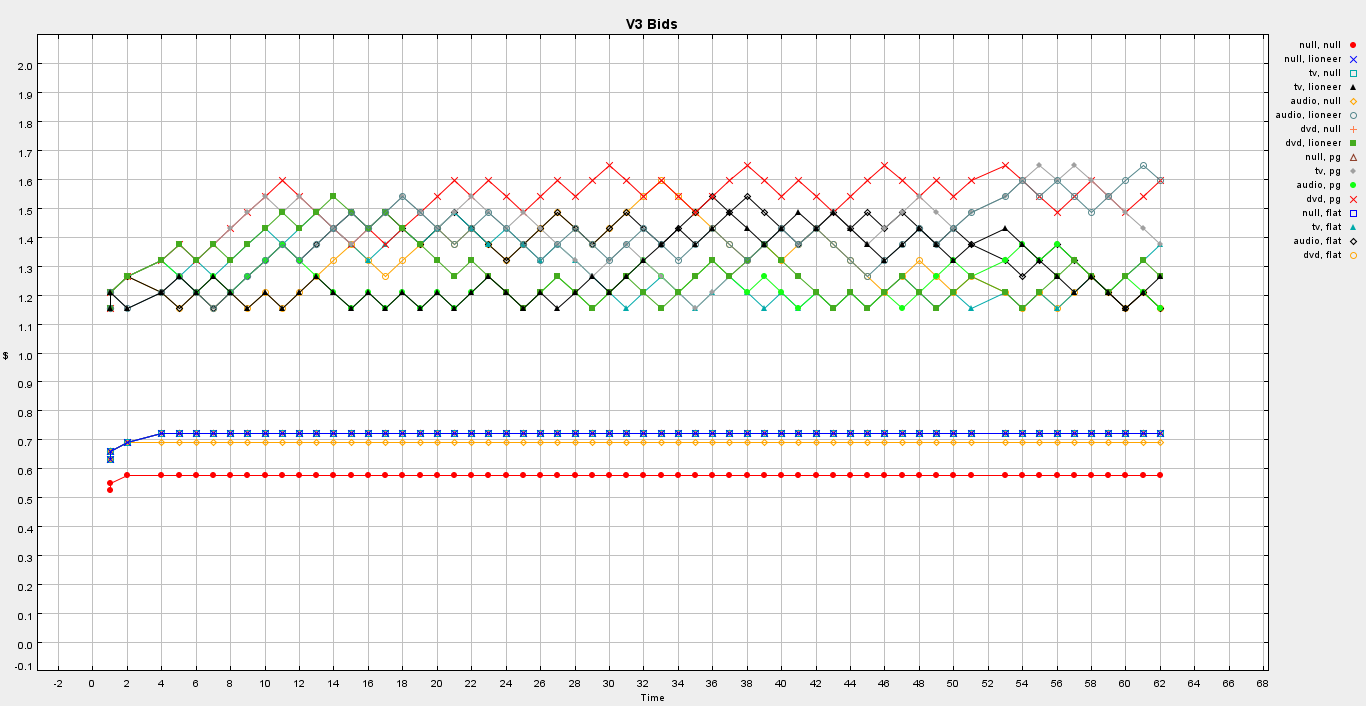 V3 Bids
2.0
1.9
1.8
1.7
1.6
1.5
1.4
1.3
1.2
1.1
1.0
0.9
0.8
0.7
0.6
0.5
0.4
0.3
0.2
0.1
0.0
-0.1
$
-2 0 2 4 6 8 10 12 14 16 18 20 22 24 26 28 30 32 34 36 38 40 42 44 46 48 50 52 54 56 58 60 62 64 66 68
Time
null, null
null, lioneer
tv, null
tv, lioneer
audio, null
audio, lioneer
dvd, null
dvd, lioneer
null, pg
tv, pg
audio, pg
dvd, pg
null, flat
tv, flat
audio, flat
dvd, flat